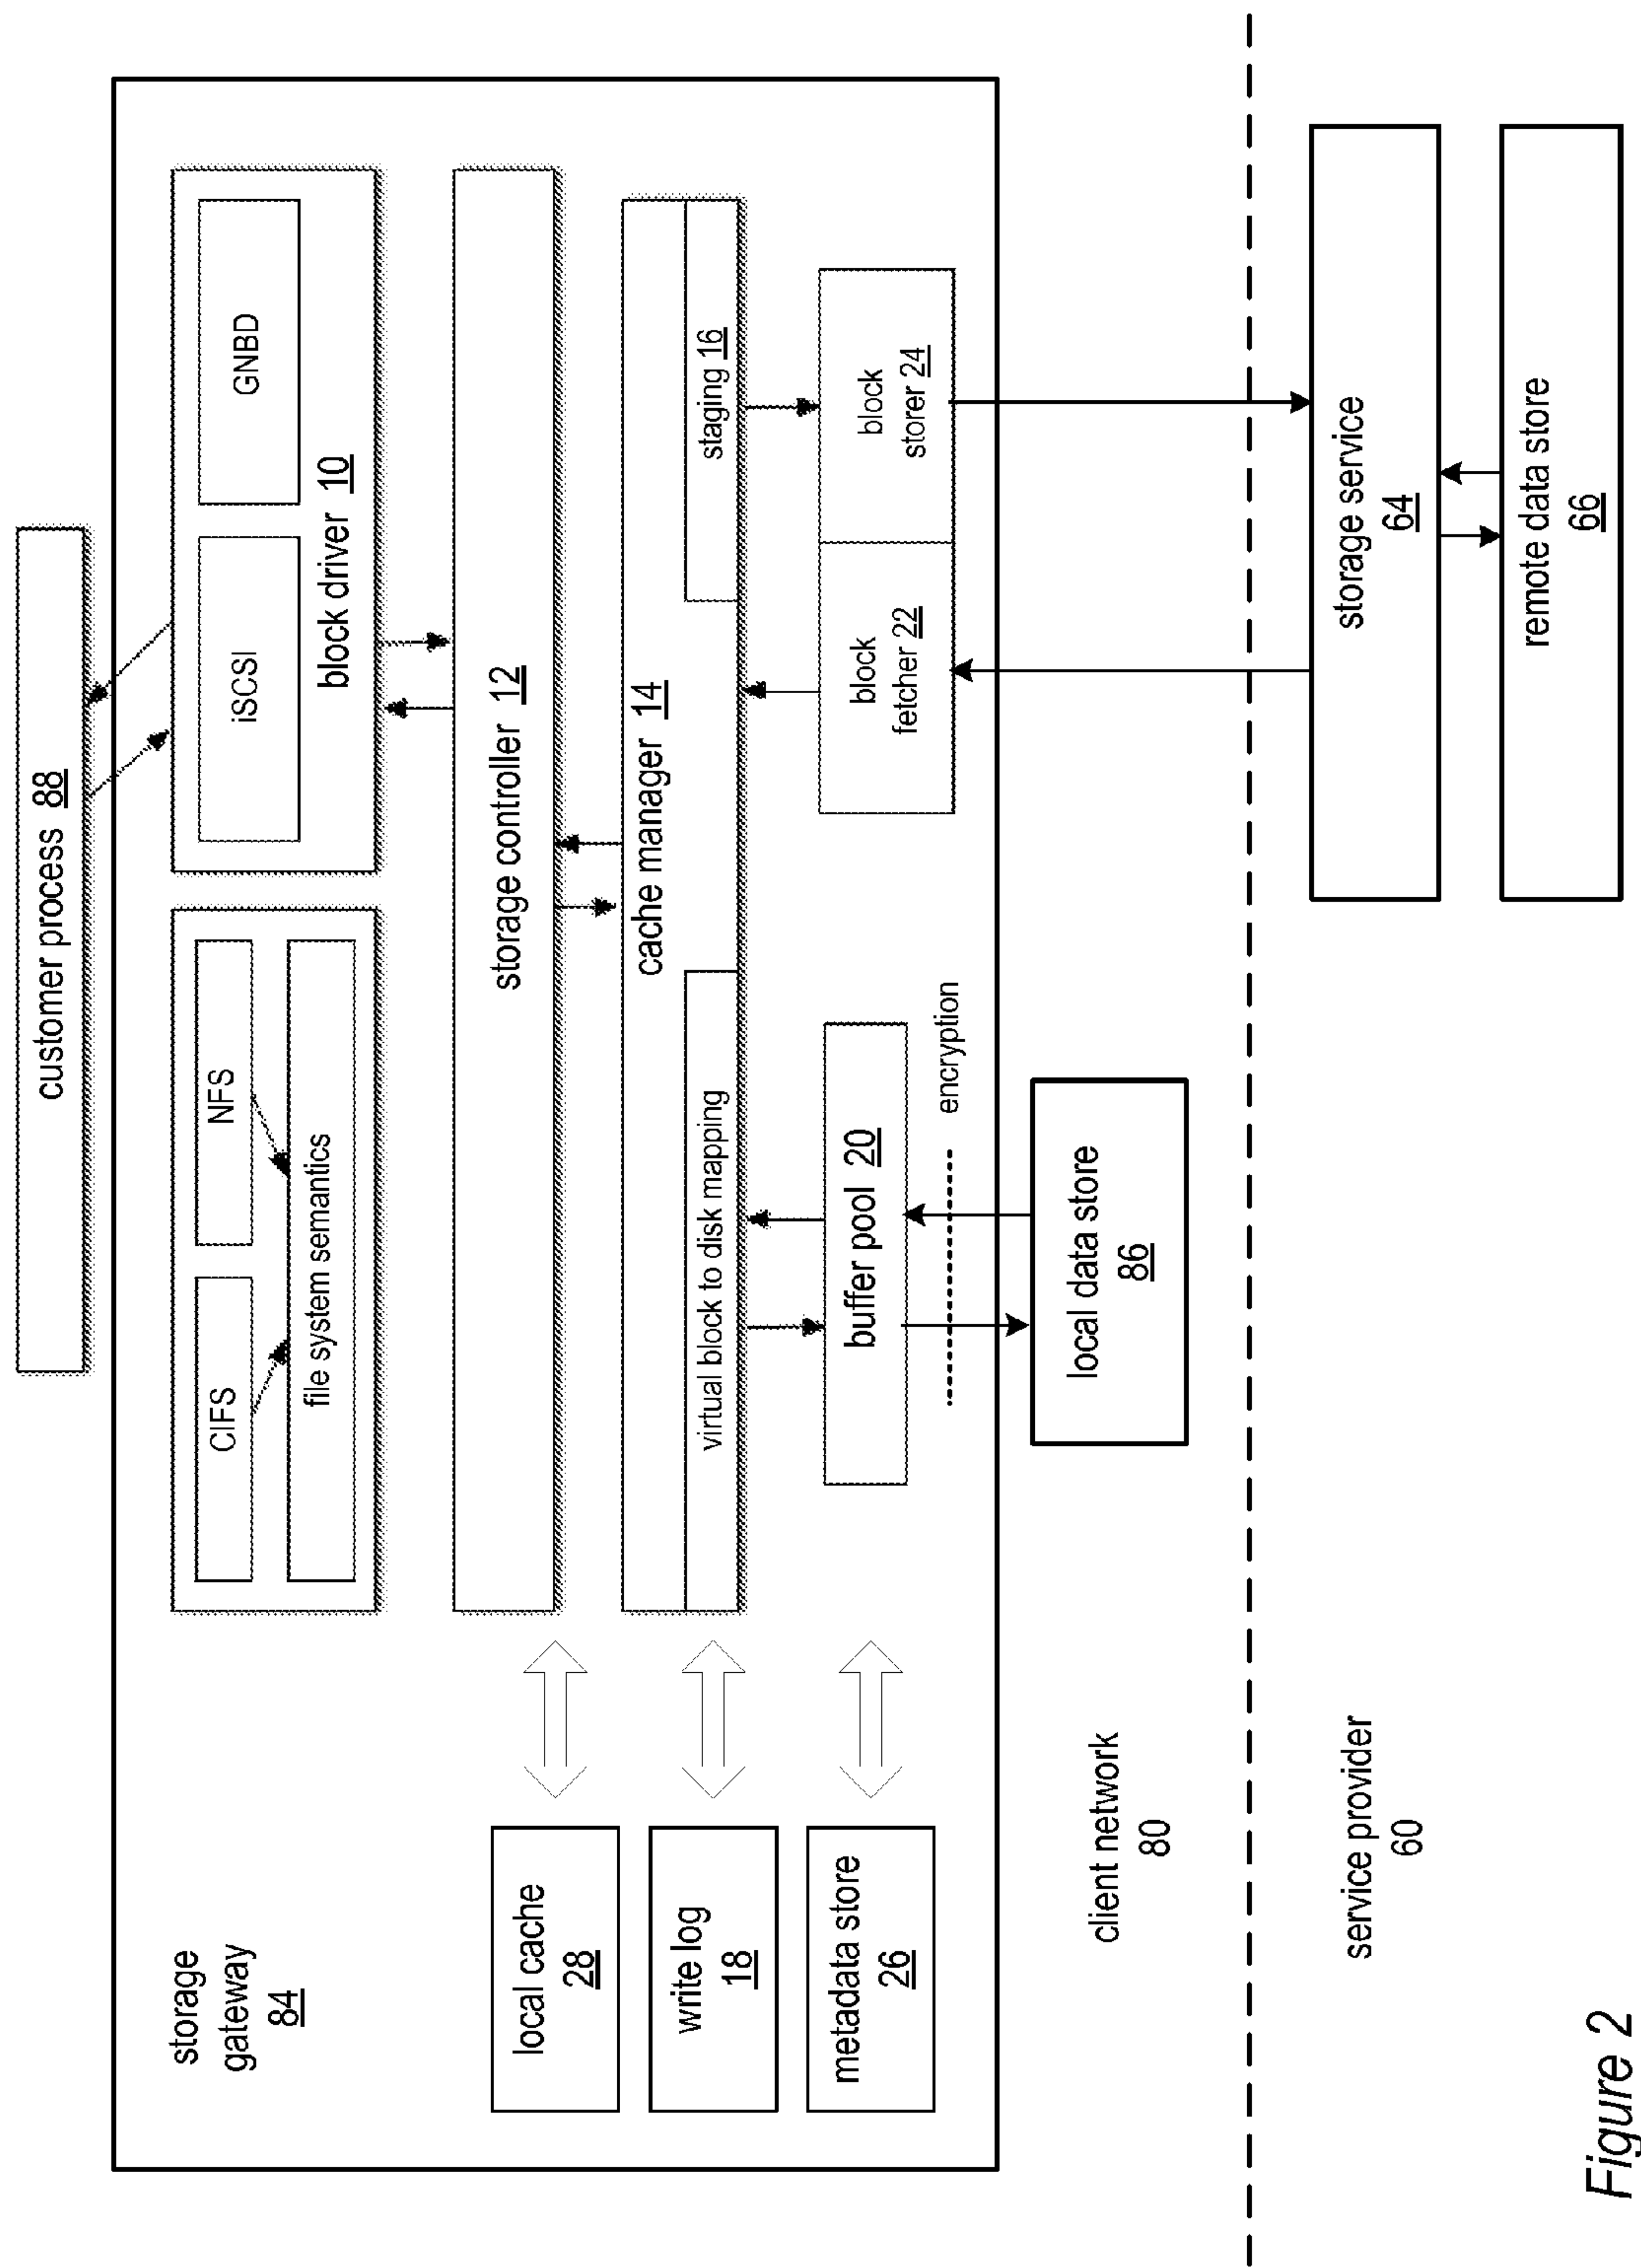 customer process 88
storage
gateway
84
CIFS
NFS
file system semantics
iSCSI
GNBD
block driver 10
storage controller 12
cache manager 14
virtual block to disk mapping
staging 16
local cache
28
write log
18
metadata store
26
buffer pool 20
block
fetcher 22
block
storer 24
encryption
local data store
86
client network
80
service provider
60
storage service
64
remote data store
66
Figure 2